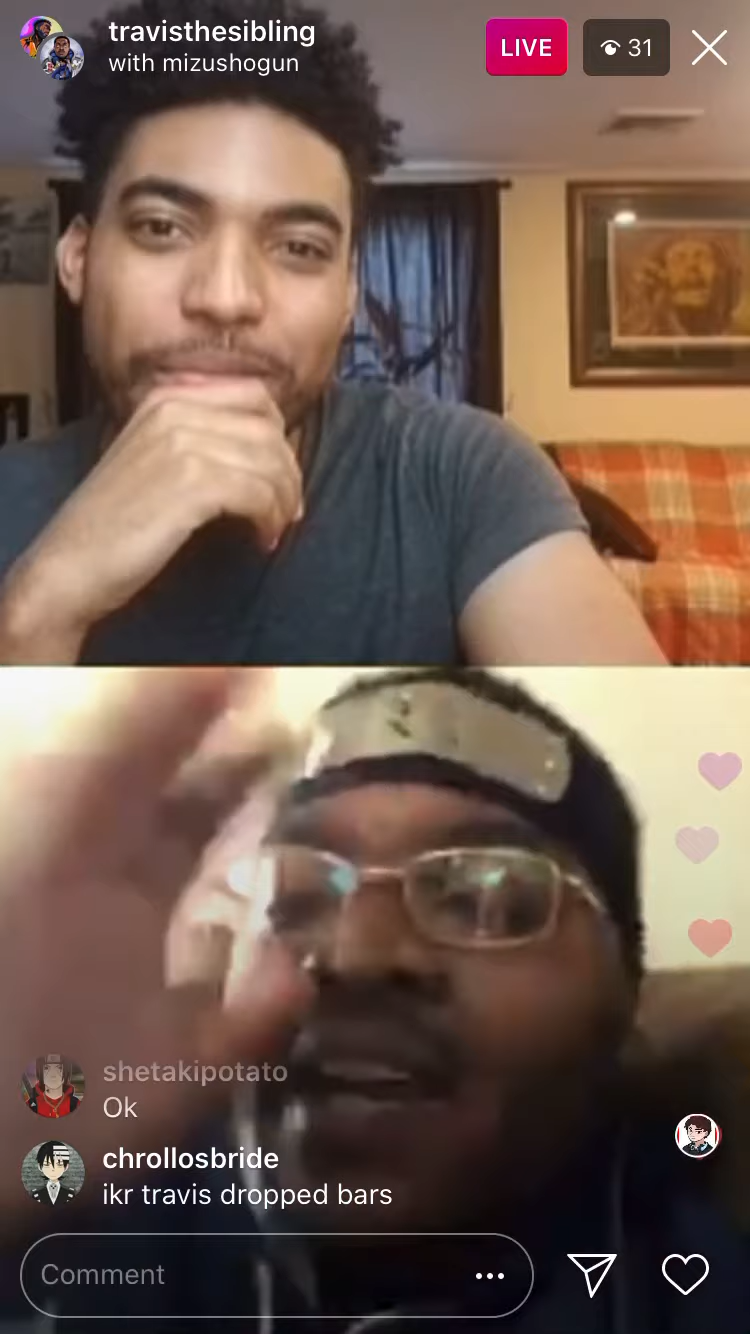 travisthesibling
with mizushogun
LIVE
31
shetakipotato
Ok
chrollosbride
ikr travis dropped bars
Comment